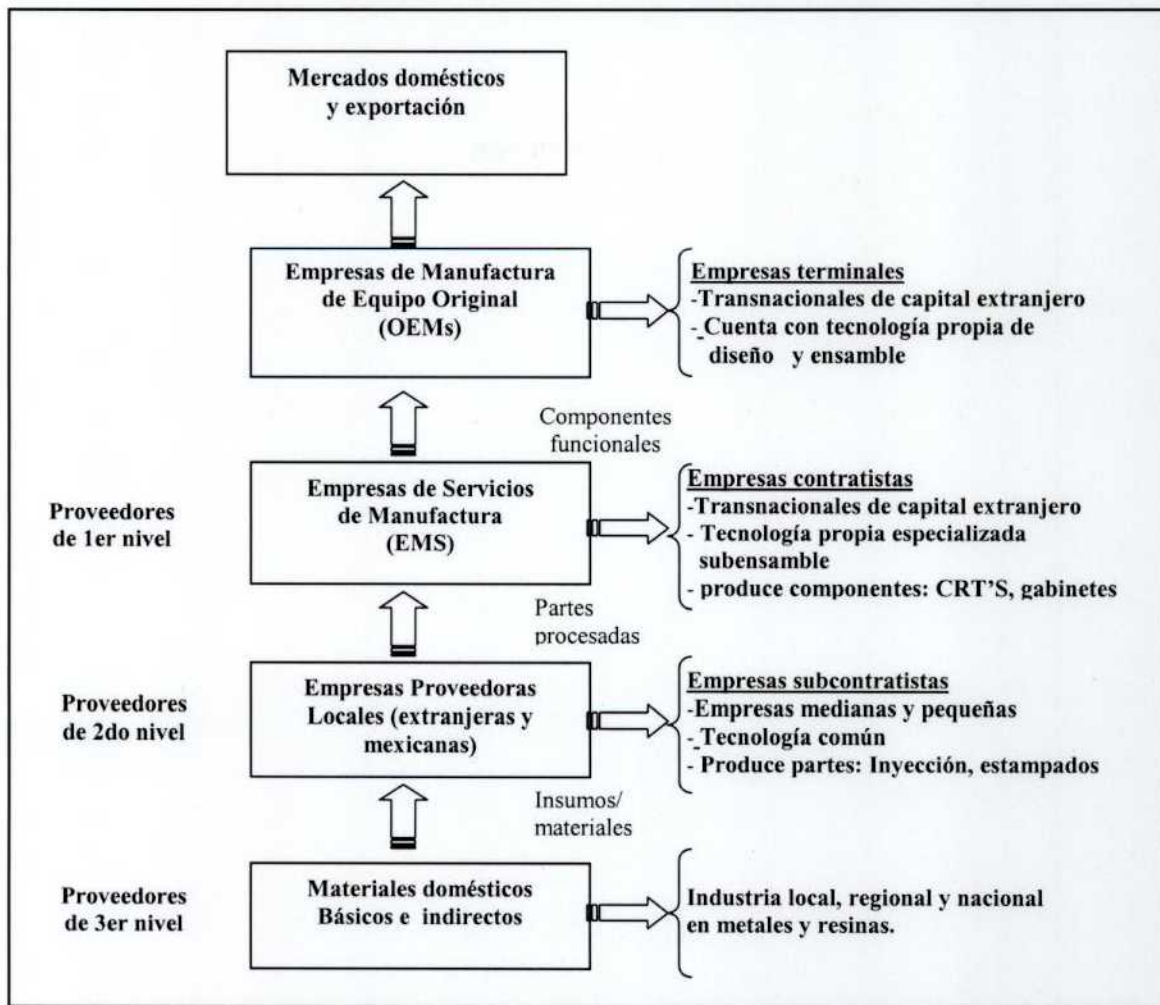 Mercados domésticos
y exportación
Empresas de Manufactura
de Equipo Original
(OEMs)
Empresas terminales
-Transnacionales de capital extranjero
- Cuenta con tecnología propia de
diseño y ensamble
Componentes
funcionales
Proveedores
de 1er nivel
Empresas de Servicios
de Manufactura
(EMS)
Empresas contratistas
-Transnacionales de capital extranjero
- Tecnología propia especializada
subensamble
- produce componentes: CRT'S, gabinetes
Partes
procesadas
Proveedores
de 2do nivel
Empresas Proveedoras
Locales (extranjeras y
mexicanas)
Empresas subcontratistas
-Empresas medianas y pequeñas
-Tecnología común
- Produce partes: Inyección, estampados
Insumos/
materiales
Proveedores
de 3er nivel
Materiales domésticos
Básicos e indirectos
Industria local, regional y nacional
en metales y resinas.